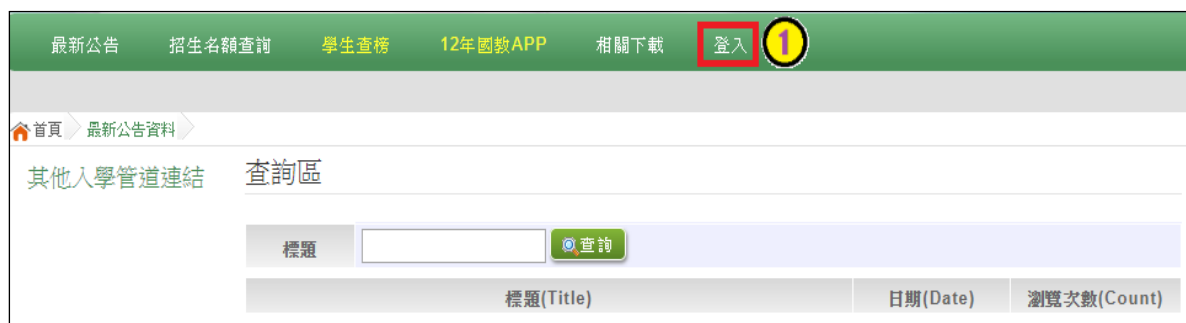 最新公告 招生名額查詢 學生查榜 12年國教APP 相關下載 登入 1
首頁 最新公告資料
其他入學管道連結 查詢區
標題 查詢
標題(Title) 日期(Date) 瀏覽次數(Count)